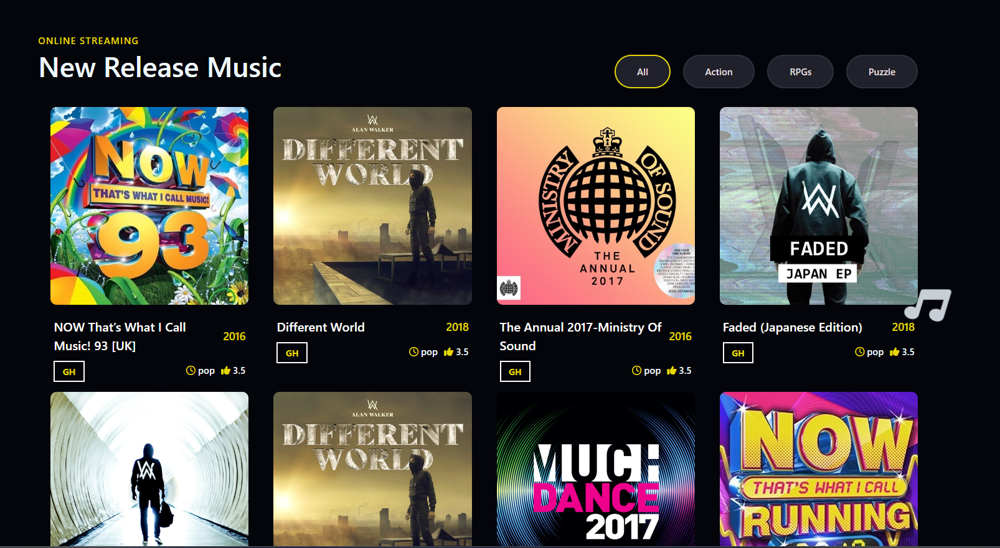 ONLINE STREAMING
New Release Music
All
Action
RPGs
Puzzle
NOW
THAT'S WHAT I CALL MUSIC!
93
ALAN WALKER
DIFFERENT
WORLD
MINISTRY OF SOUND
THE
ANNUAL
2017
ONE YEAR
ONE ALBUM
FADED
JAPAN EP
NOW That's What I Call
Music! 93 [UK]
2016
GH
pop
3.5
Different World
2018
GH
pop
3.5
The Annual 2017-Ministry Of
Sound
2016
GH
pop
3.5
Faded (Japanese Edition)
2018
GH
pop
3.5
ALAN WALKER
DIFFERENT
WORLD
MUCH
DANCE
2017
NOW
THAT'S WHAT I CALL
RUNNING